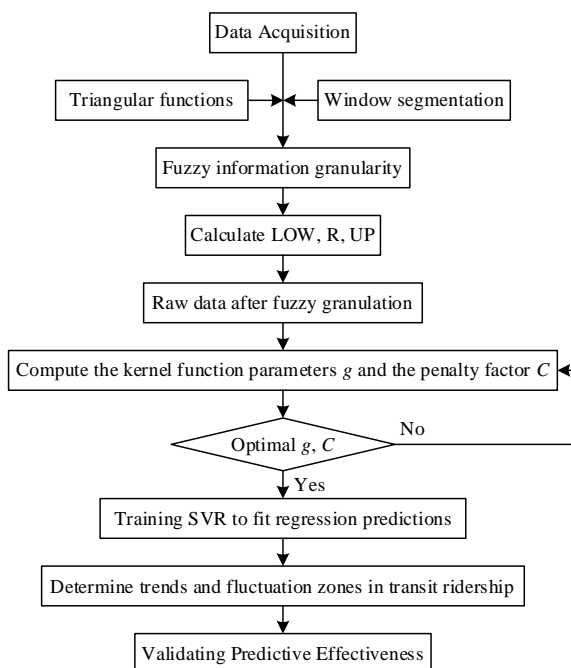 Data Acquisition
Triangular functions
Window segmentation
Fuzzy information granularity
Calculate LOW, R, UP
Raw data after fuzzy granulation
Compute the kernel function parameters g and the penalty factor C
Optimal g, C
No
Yes
Training SVR to fit regression predictions
Determine trends and fluctuation zones in transit ridership
Validating Predictive Effectiveness